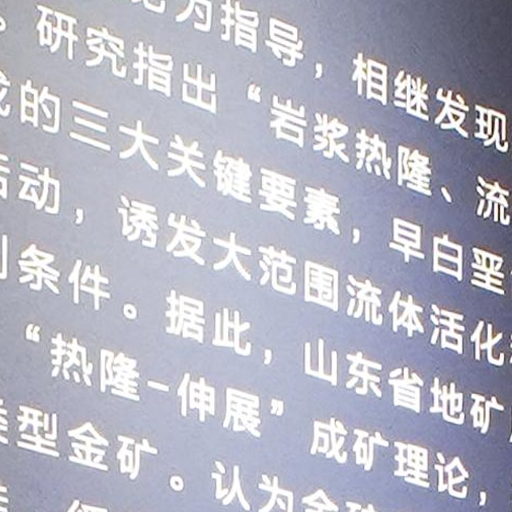 为指导，相继发现
。研究指出“岩浆热隆、流
的三大关键要素，早白垩
动，诱发大范围流体活化
条件。据此，山东省地矿
“热隆-伸展”成矿理论，
类型金矿。认为金矿